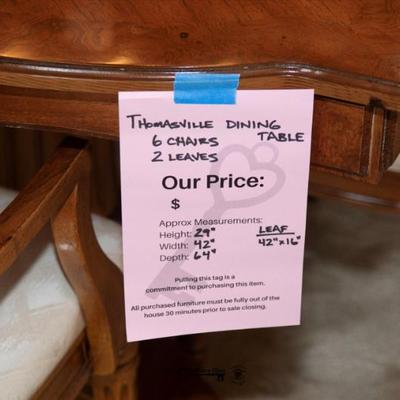 THOMASVILLE DINING TABLE
6 CHAIRS
2 LEAVES
Our Price:
$
Approx Measurements:
Height: 29"
Width: 42"
Depth: 64"
LEAF
42" x 16"
Pulling this tag is a
commitment to purchasing this item.
All purchased furniture must be fully out of the
house 30 minutes prior to sale closing.